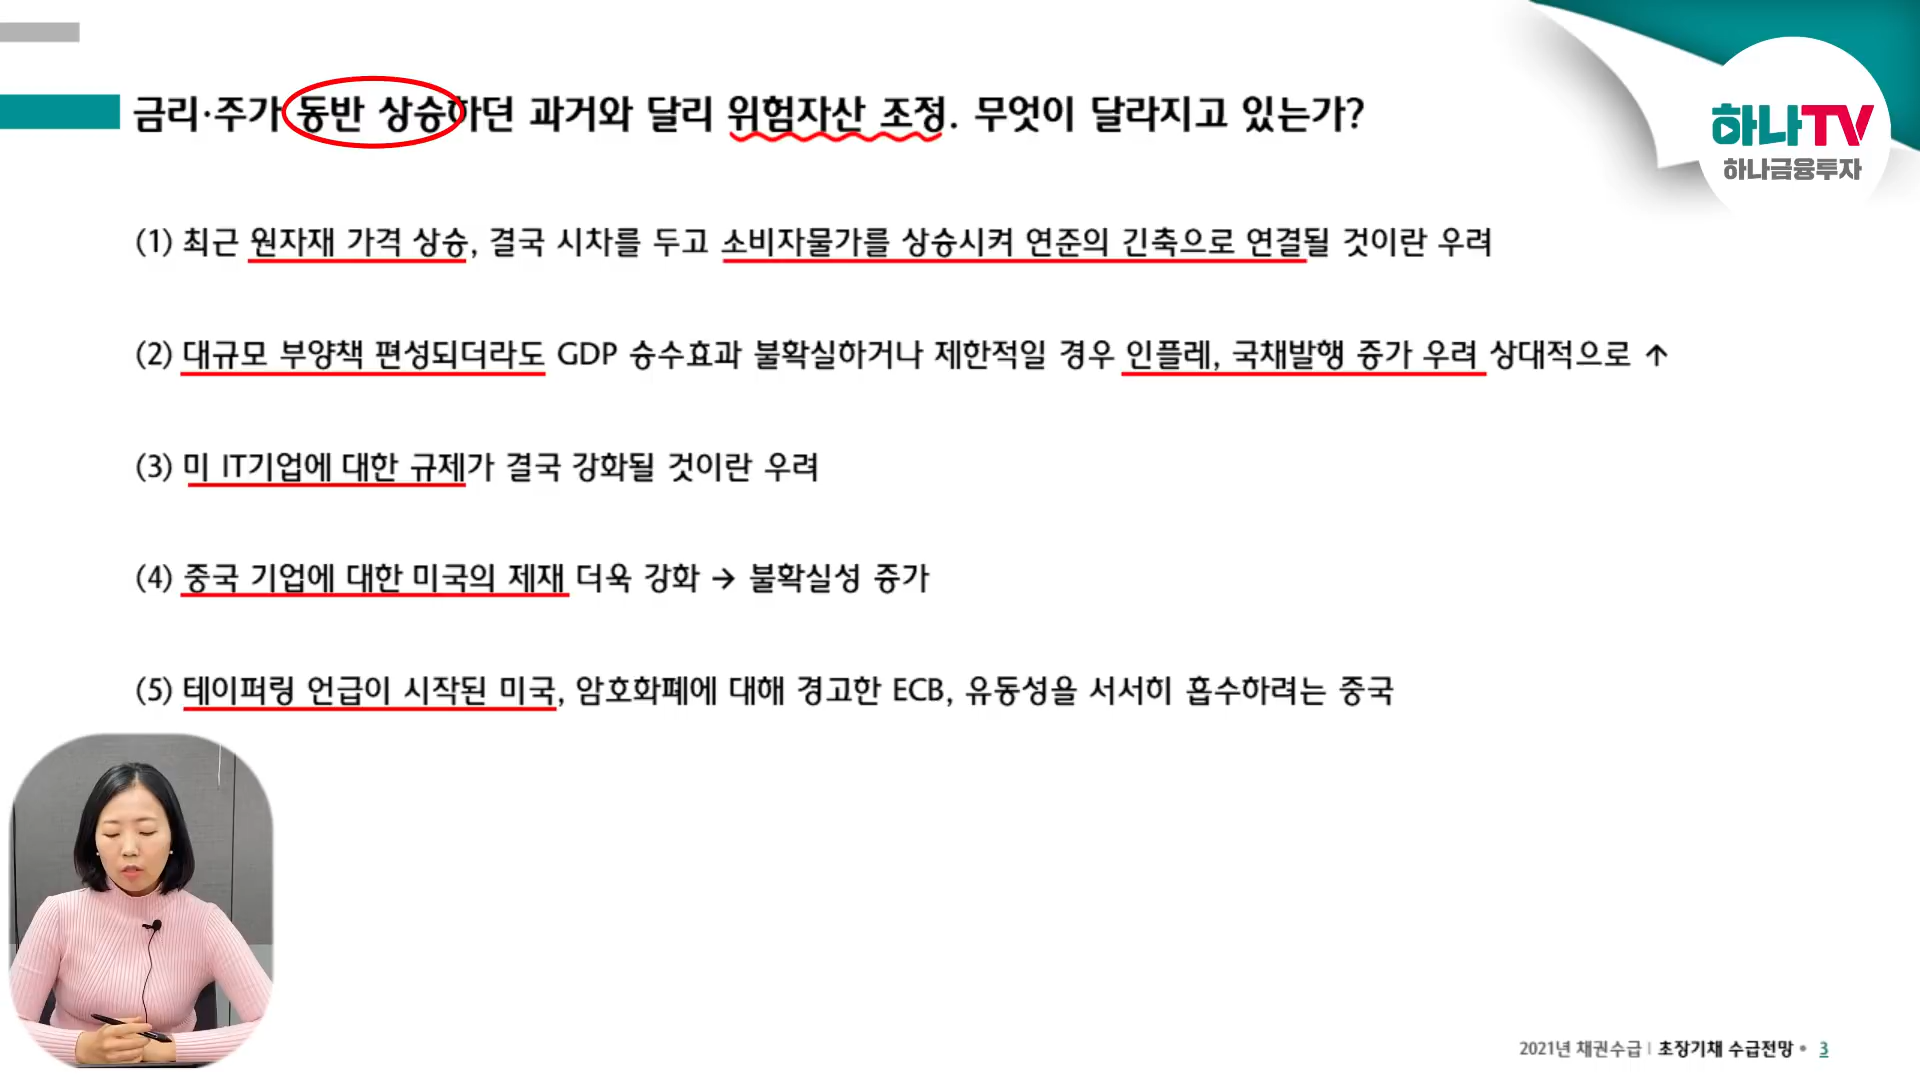 금리·주가 동반 상승하던 과거와 달리 위험자산 조정. 무엇이 달라지고 있는가?
하나TV
하나금융투자
(1) 최근 원자재 가격 상승, 결국 시차를 두고 소비자물가를 상승시켜 연준의 긴축으로 연결될 것이란 우려
(2) 대규모 부양책 편성되더라도 GDP 승수효과 불확실하거나 제한적일 경우 인플레, 국채발행 증가 우려 상대적으로 ↑
(3) 미 IT기업에 대한 규제가 결국 강화될 것이란 우려
(4) 중국 기업에 대한 미국의 제재 더욱 강화 → 불확실성 증가
(5) 테이퍼링 언급이 시작된 미국, 암호화폐에 대해 경고한 ECB, 유동성을 서서히 흡수하려는 중국
2021년 채권수급 | 초장기채 수급전망 • 3